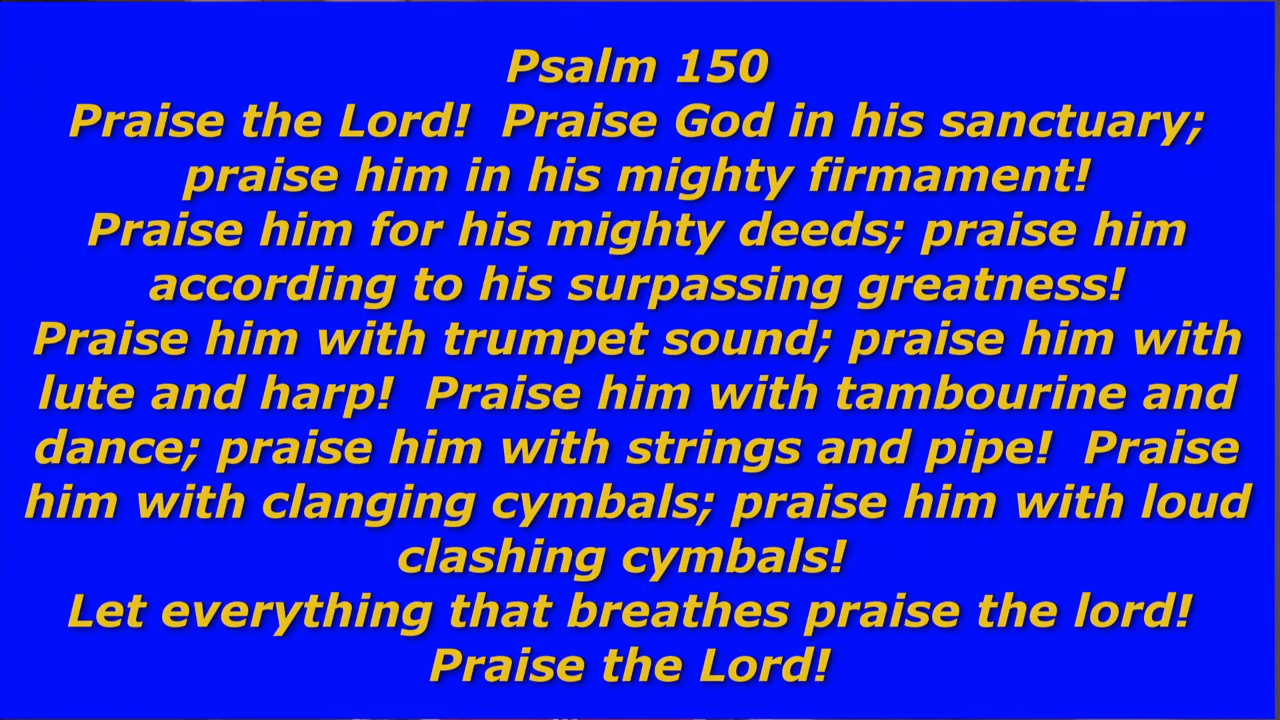 Psalm 150
Praise the Lord!  Praise God in his sanctuary;
praise him in his mighty firmament!
Praise him for his mighty deeds; praise him
according to his surpassing greatness!
Praise him with trumpet sound; praise him with
lute and harp!  Praise him with tambourine and
dance; praise him with strings and pipe!  Praise
him with clanging cymbals; praise him with loud
clashing cymbals!
Let everything that breathes praise the lord!
Praise the Lord!